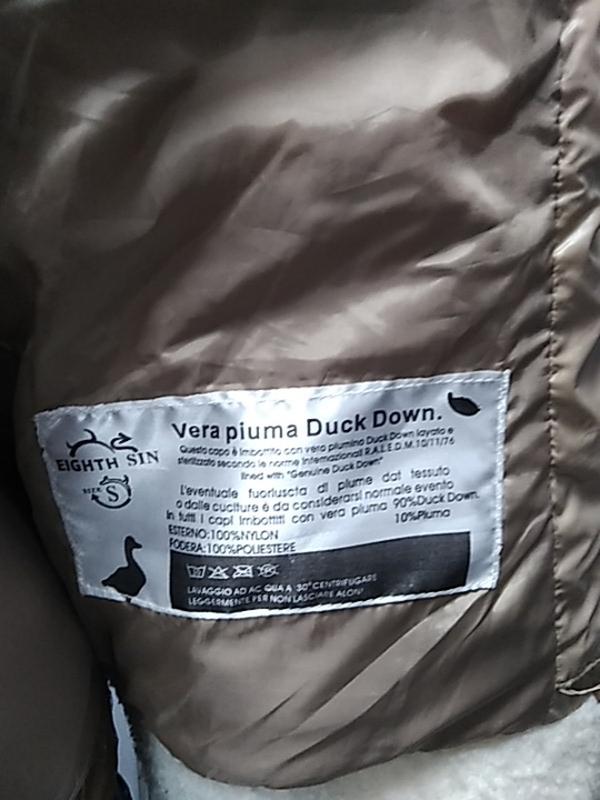 EIGHTH SIN
SIZE S
Vera piuma Duck Down.
Questo capo è imbottito con vero piumino Duck Down lavato e
sterilizzato secondo le norme Internazionali R.A.L.E.D.M.10/11/76
lined with "Genuine Duck Down"
L'eventuale fuoriuscita di piume dal tessuto
o dalle cuciture è da considerarsi normale evento
in tutti i capi imbottiti con vera piuma 90%Duck Down.
10%Piuma
ESTERNO:100%NYLON
FODERA:100%POLIESTERE
LAVAGGIO AD AC QUA A 30°CENTRIFUGARE
LEGGERMENTE PER NON LASCIARE ALONI